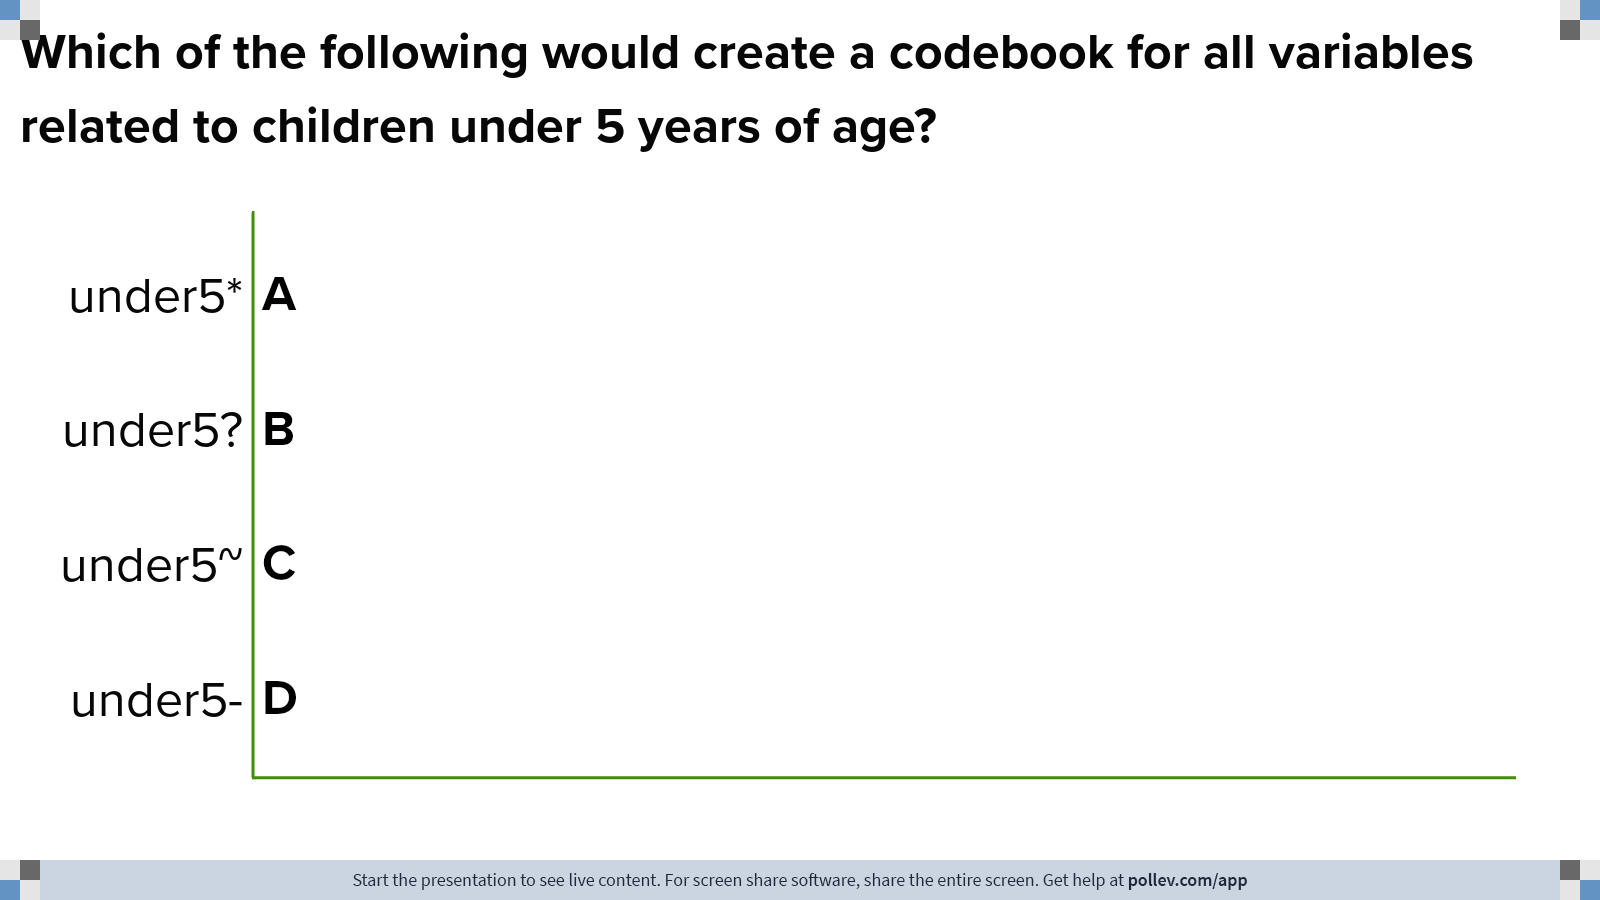 Which of the following would create a codebook for all variables
related to children under 5 years of age?
under5* A
under5? B
under5~ C
under5- D
Start the presentation to see live content. For screen share software, share the entire screen. Get help at pollev.com/app